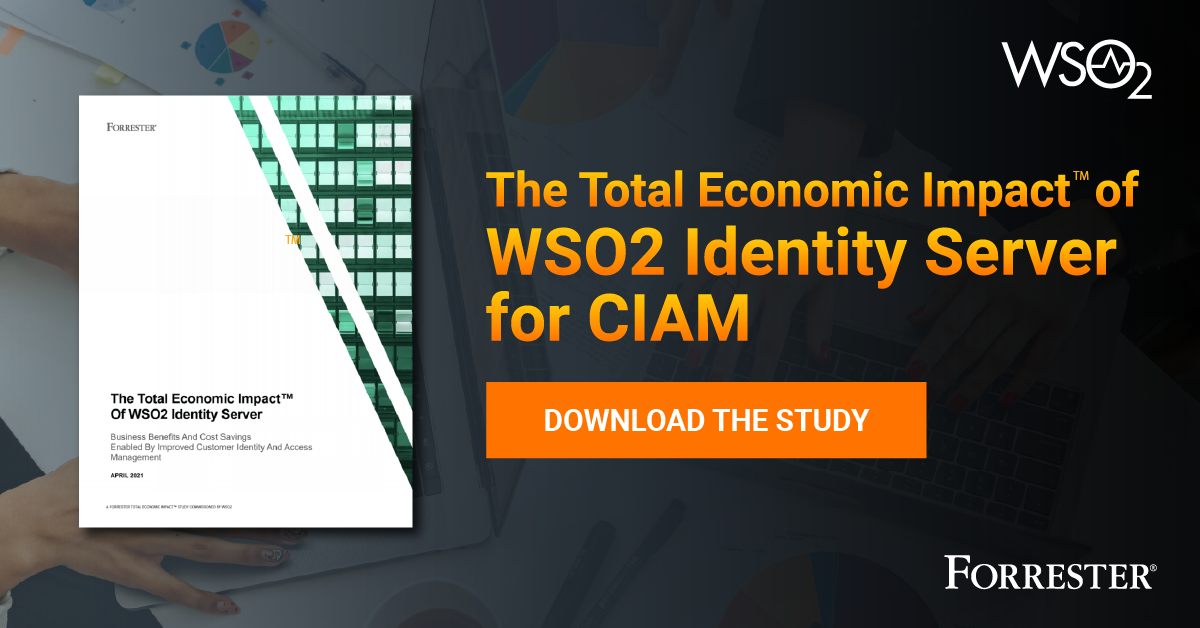 WSO2
FORRESTER®
TM
The Total Economic Impact™
Of WSO2 Identity Server
Business Benefits And Cost Savings
Enabled By Improved Customer Identity And Access
Management
APRIL 2021
A FORRESTER TOTAL ECONOMIC IMPACT™ STUDY COMMISSIONED BY WSO2
The Total Economic Impact™ of
WSO2 Identity Server
for CIAM
DOWNLOAD THE STUDY
FORRESTER®